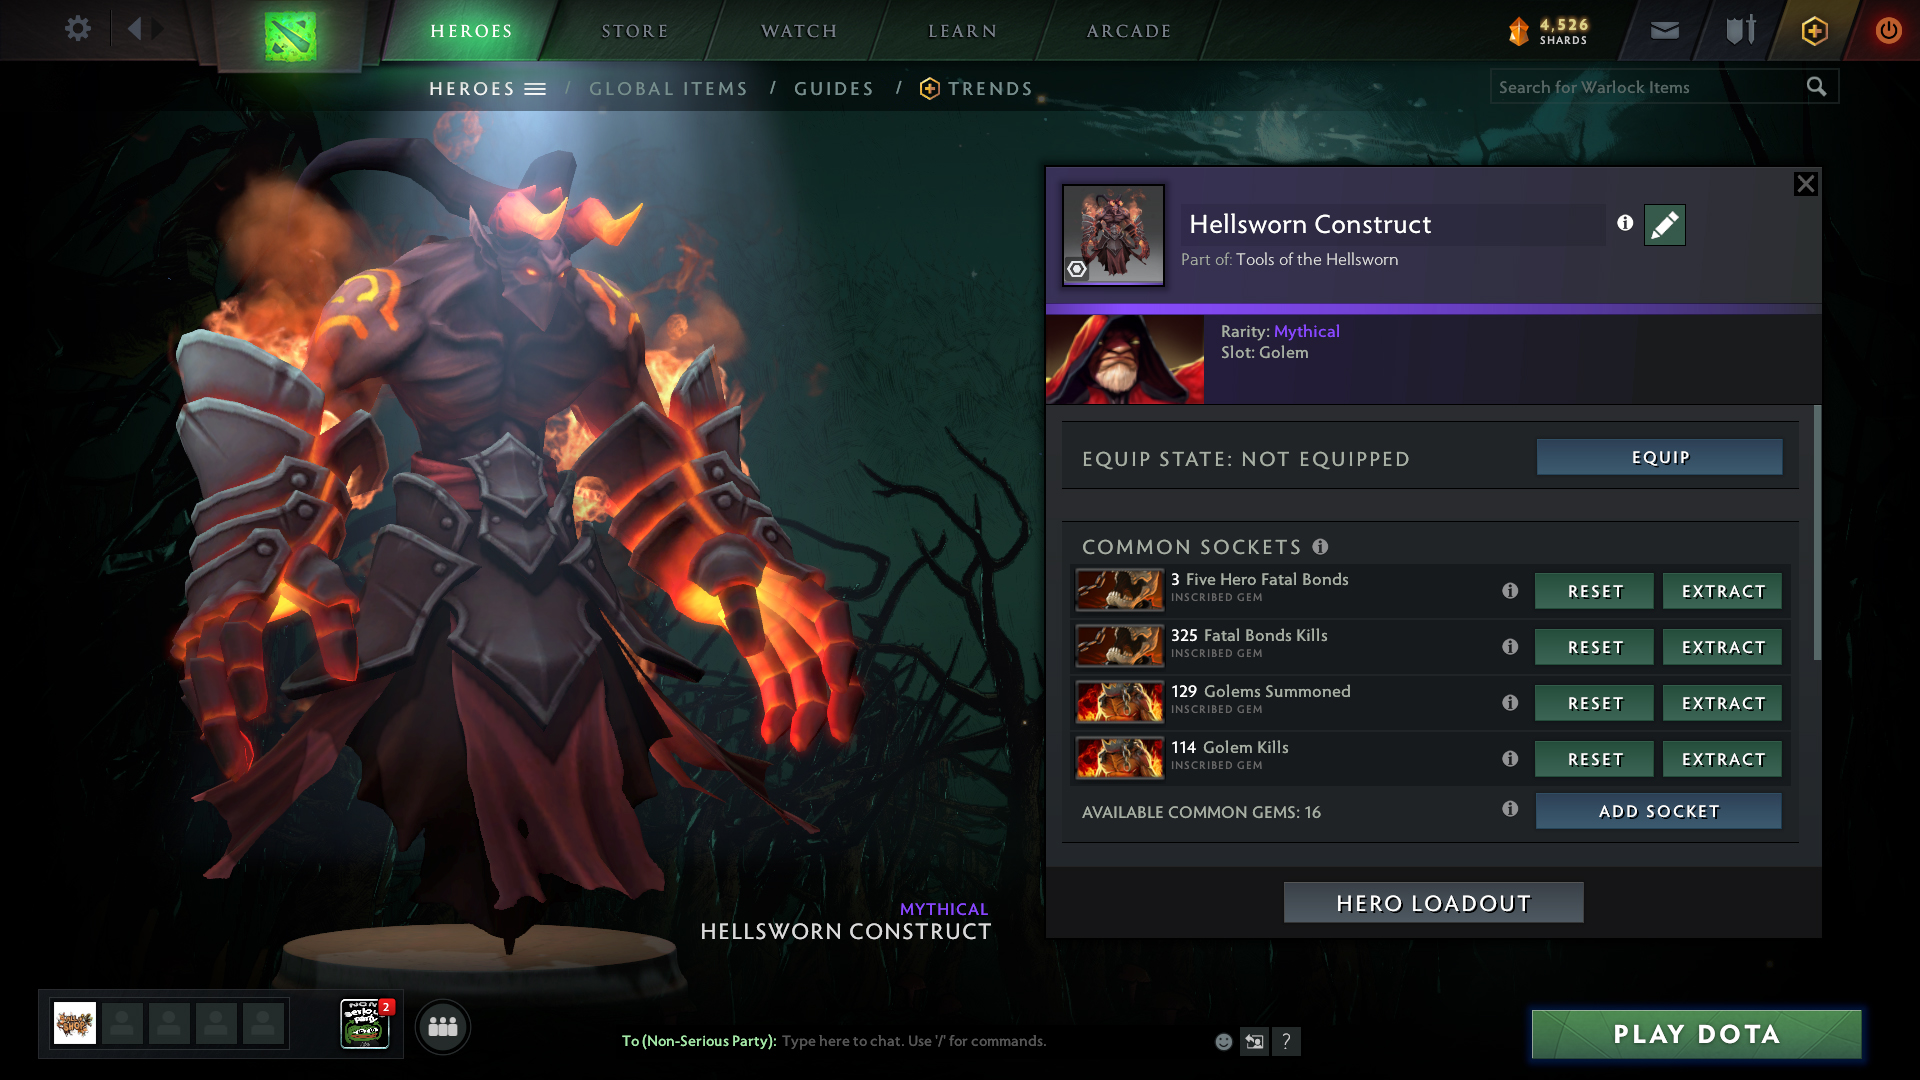 HEROES
STORE
WATCH
LEARN
ARCADE
4,526
SHARDS
HEROES / GLOBAL ITEMS / GUIDES / TRENDS
Search for Warlock Items
Hellsworn Construct
Part of: Tools of the Hellsworn
Rarity: Mythical
Slot: Golem
EQUIP STATE: NOT EQUIPPED
EQUIP
COMMON SOCKETS
3 Five Hero Fatal Bonds
INSCRIBED GEM
RESET
EXTRACT
325 Fatal Bonds Kills
INSCRIBED GEM
RESET
EXTRACT
129 Golems Summoned
INSCRIBED GEM
RESET
EXTRACT
114 Golem Kills
INSCRIBED GEM
RESET
EXTRACT
AVAILABLE COMMON GEMS: 16
ADD SOCKET
HERO LOADOUT
MYTHICAL
HELLSWORN CONSTRUCT
NON
serious
party
2
To (Non-Serious Party): Type here to chat. Use '/' for commands.
?
PLAY DOTA